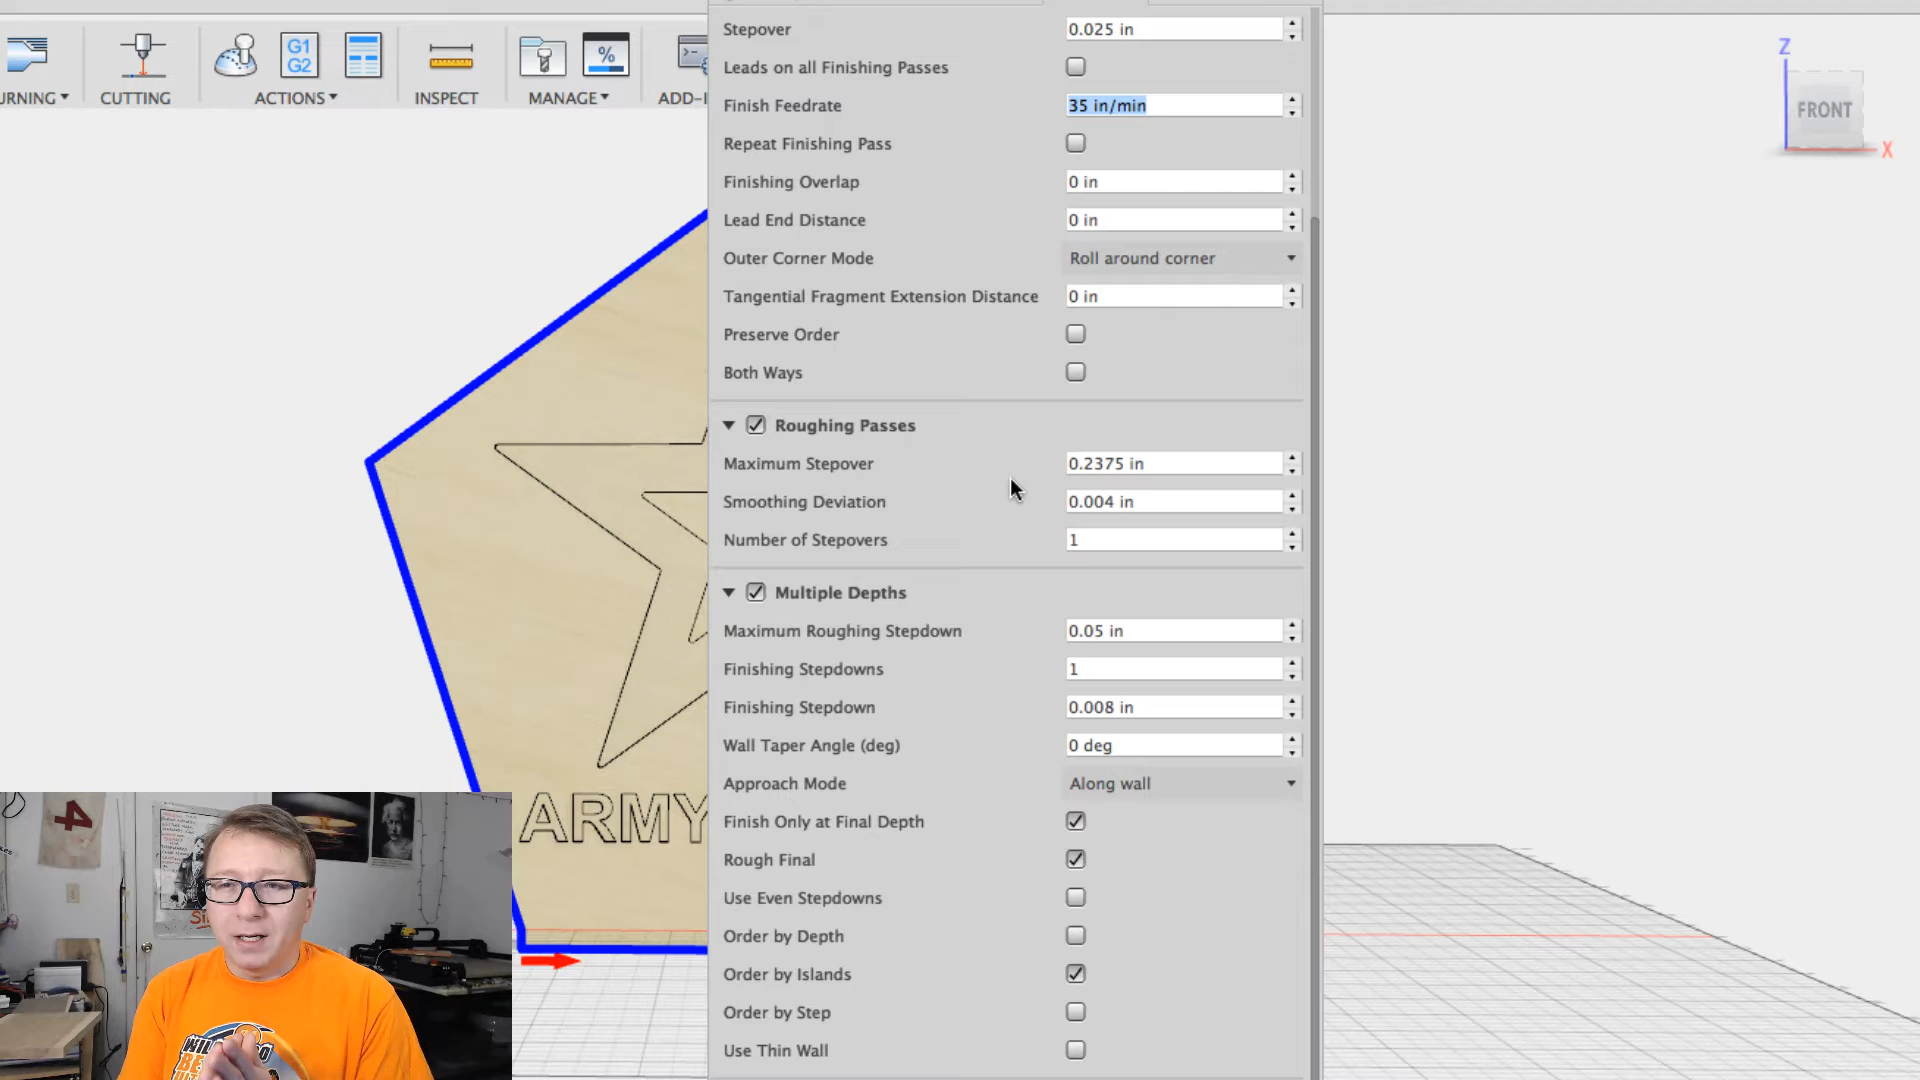 URNING▼
CUTTING
G1
G2
ACTIONS▼
INSPECT
%
MANAGE▼
ADD-I
Stepover 0.025 in
Leads on all Finishing Passes
Finish Feedrate 35 in/min
Repeat Finishing Pass
Finishing Overlap 0 in
Lead End Distance 0 in
Outer Corner Mode Roll around corner
Tangential Fragment Extension Distance 0 in
Preserve Order
Both Ways
Roughing Passes
Maximum Stepover 0.2375 in
Smoothing Deviation 0.004 in
Number of Stepovers 1
Multiple Depths
Maximum Roughing Stepdown 0.05 in
Finishing Stepdowns 1
Finishing Stepdown 0.008 in
Wall Taper Angle (deg) 0 deg
Approach Mode Along wall
Finish Only at Final Depth
Rough Final
Use Even Stepdowns
Order by Depth
Order by Islands
Order by Step
Use Thin Wall
Z
FRONT
X
ARMY
4